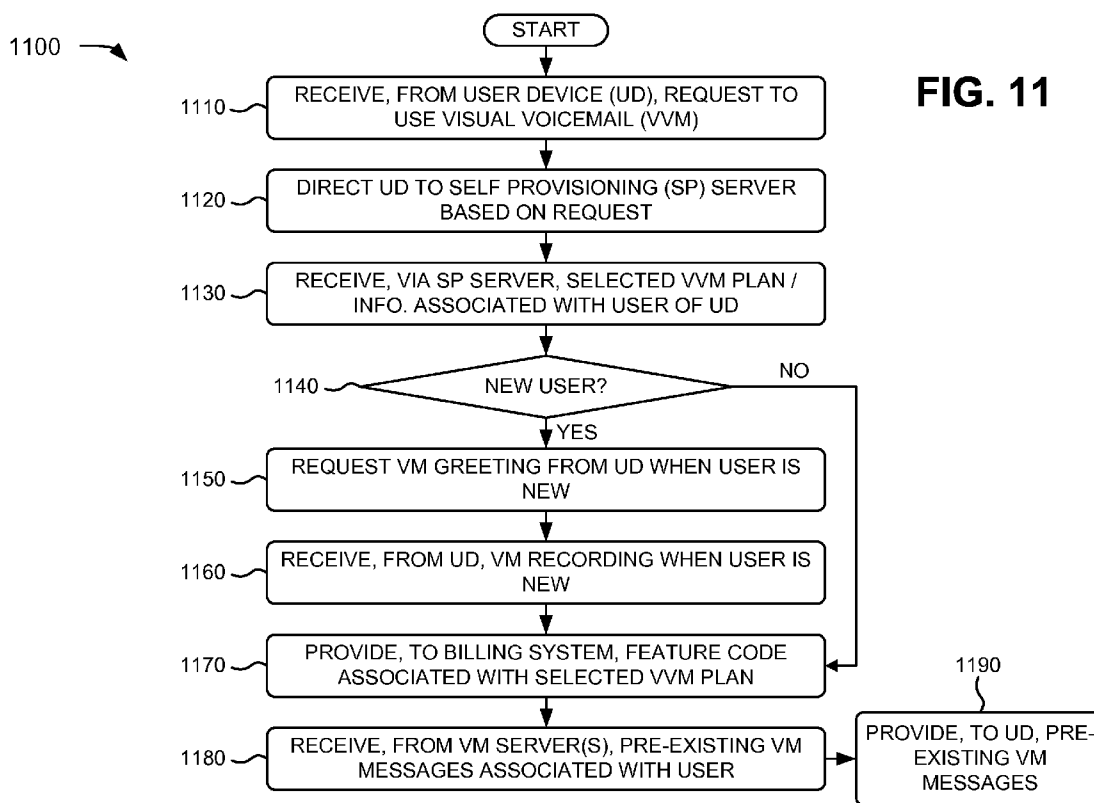 START
1100
FIG. 11
1110
RECEIVE, FROM USER DEVICE (UD), REQUEST TO
USE VISUAL VOICEMAIL (VVM)
1120
DIRECT UD TO SELF PROVISIONING (SP) SERVER
BASED ON REQUEST
1130
RECEIVE, VIA SP SERVER, SELECTED VVM PLAN /
INFO. ASSOCIATED WITH USER OF UD
1140
NEW USER?
NO
YES
1150
REQUEST VM GREETING FROM UD WHEN USER IS
NEW
1160
RECEIVE, FROM UD, VM RECORDING WHEN USER IS
NEW
1170
PROVIDE, TO BILLING SYSTEM, FEATURE CODE
ASSOCIATED WITH SELECTED VVM PLAN
1180
RECEIVE, FROM VM SERVER(S), PRE-EXISTING VM
MESSAGES ASSOCIATED WITH USER
1190
PROVIDE, TO UD, PRE-
EXISTING VM
MESSAGES